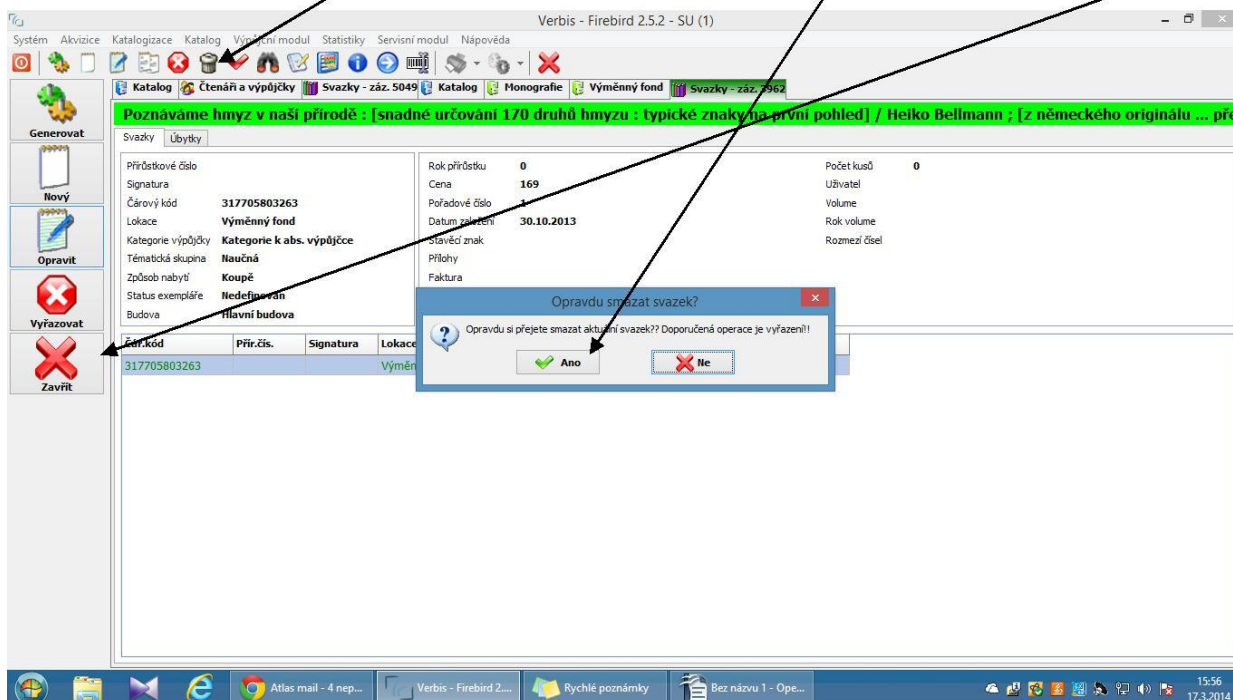 Verbis - Firebird 2.5.2 - SU (1)
Systém Akvizice Katalogizace Katalog Výpůjční modul Statistiky Servisní modul Nápověda
Katalog Čtenáři a výpůjčky Svazky - záz. 5049 Katalog Monografie Výměnný fond Svazky - záz. 3962
Generovat
Nový
Opravit
Vyřazovat
Zavřít
Poznáváme hmyz v naší přírodě : [snadné určování 170 druhů hmyzu : typické znaky na první pohled] / Heiko Bellmann ; [z německého originálu ... pře
Svazky Úbytky
Přírůstkové číslo Rok přírůstku 0 Počet kusů 0
Signatura Cena 169 Uživatel
Čárový kód 317705803263 Pořadové číslo 1 Volume
Lokace Výměnný fond Datum založení 30.10.2013 Rok volume
Kategorie výpůjčky Kategorie k abs. výpůjčce Stavěcí znak Rozmezí čísel
Tématická skupina Naučná Přílohy
Způsob nabytí Koupě Faktura
Status exempláře Nedefinován
Budova Hlavní budova
Opravdu smazat svazek?
Opravdu si přejete smazat aktuální svazek?? Doporučená operace je vyřazení!!
Ano Ne
Čár.kód Přír.čís. Signatura Lokace
317705803263 Výměn
Atlas mail - 4 nep... Verbis - Firebird 2.... Rychlé poznámky Bez názvu 1 - Ope...
15:56
17.3.2014